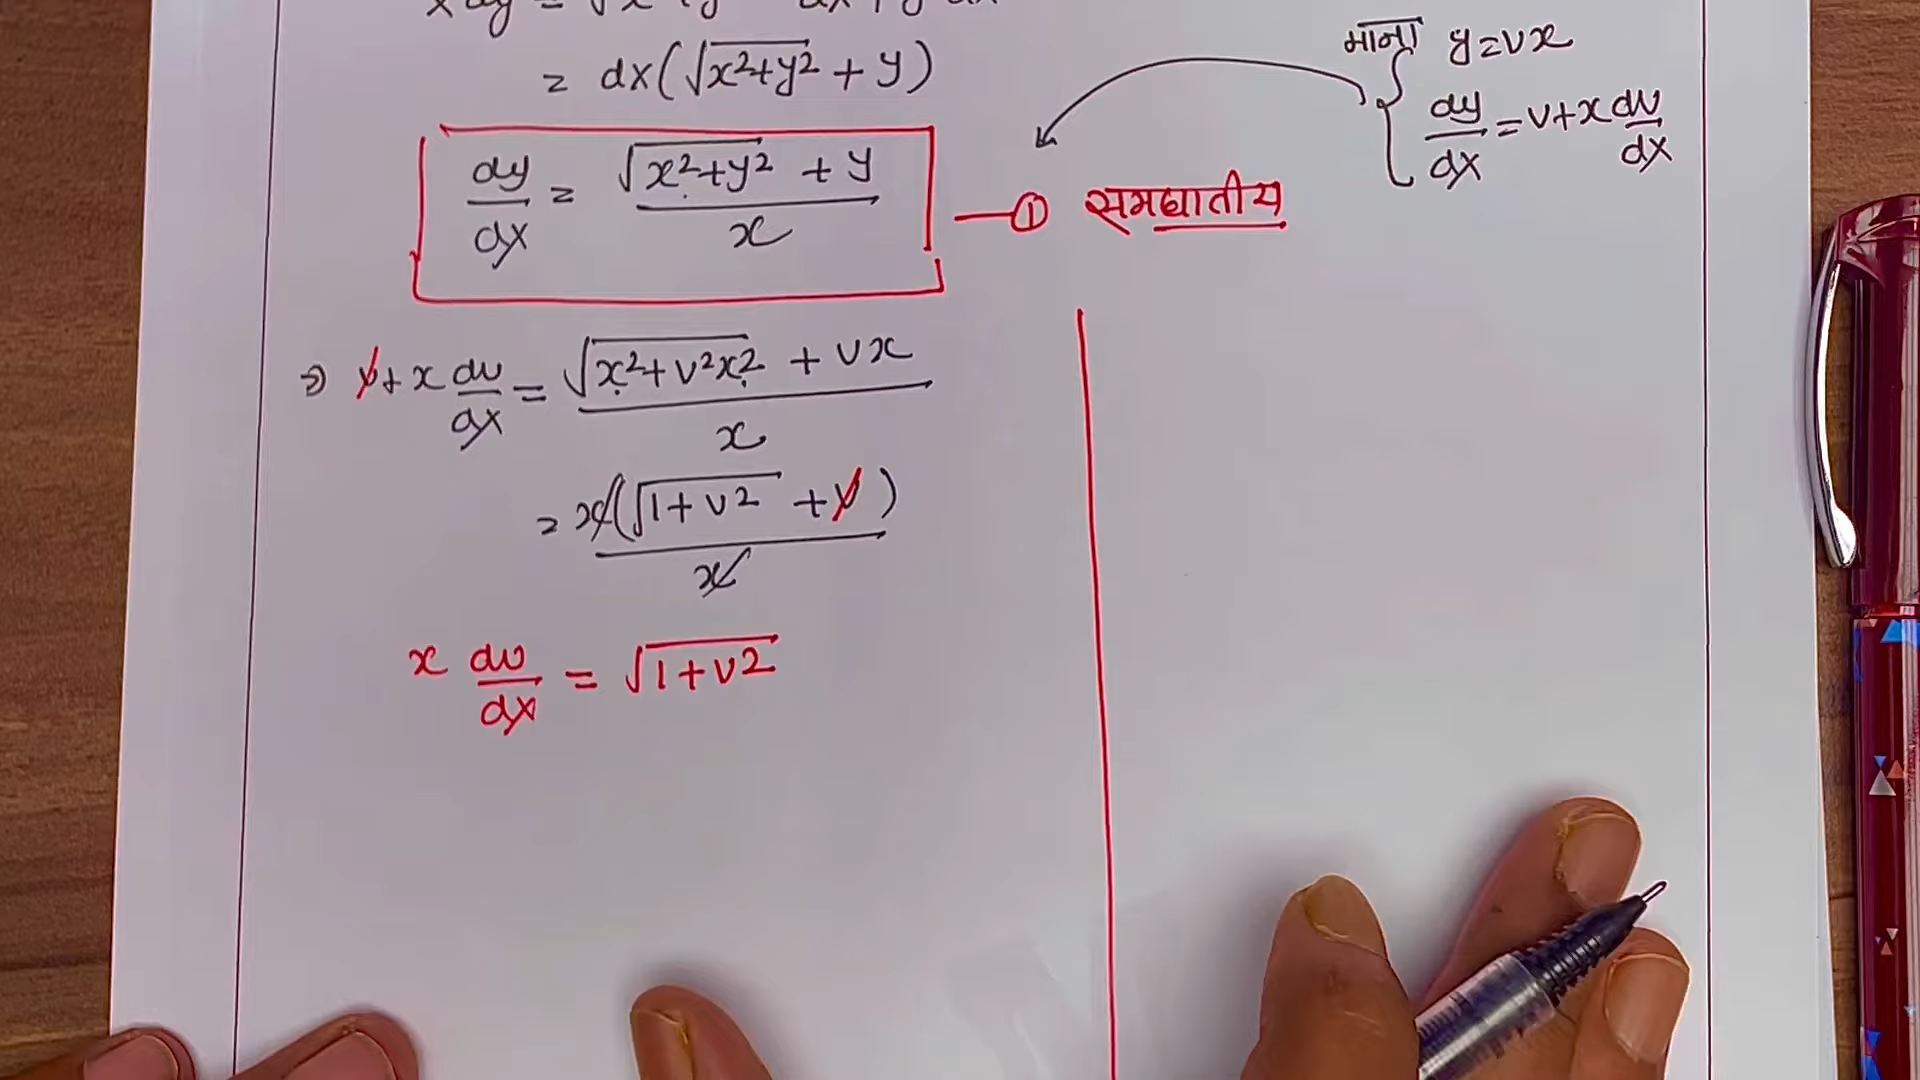 = dx(√x²+y² + y)
dy/dx = √x²+y² + y / x —① समघातीय
माना y=vx
dy/dx = v+x dv/dx
⇒ v+x dv/dx = √x²+v²x² + vx / x
= x(√1+v² + v) / x
x dv/dx = √1+v²